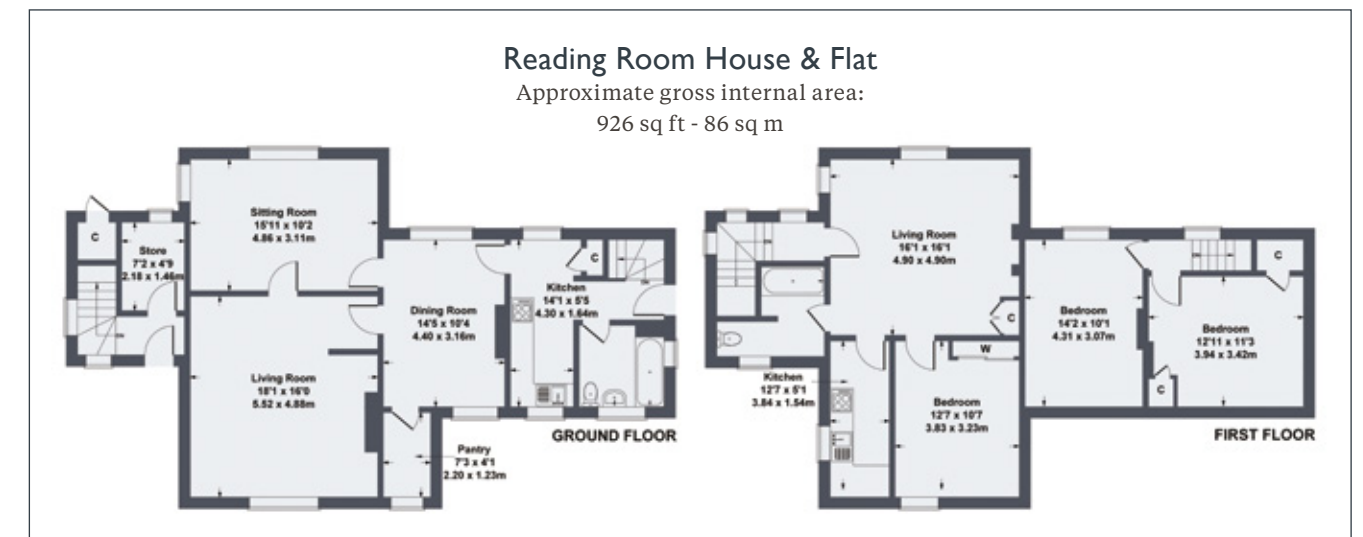 Reading Room House & Flat
Approximate gross internal area:
926 sq ft - 86 sq m
Sitting Room
15'11 x 10'2
4.86 x 3.11m
C
Store
7'2 x 4'9
2.18 x 1.46m
DN
Living Room
18'1 x 16'0
5.52 x 4.88m
Dining Room
14'5 x 10'4
4.40 x 3.16m
C
Kitchen
14'1 x 5'5
4.30 x 1.64m
Pantry
7'3 x 4'1
2.20 x 1.23m
GROUND FLOOR
Living Room
16'1 x 16'1
4.90 x 4.90m
DN
C
Kitchen
12'7 x 5'1
3.84 x 1.54m
W
Bedroom
12'7 x 10'7
3.83 x 3.23m
Bedroom
14'2 x 10'1
4.31 x 3.07m
DN
C
Bedroom
12'11 x 11'3
3.94 x 3.42m
C
FIRST FLOOR